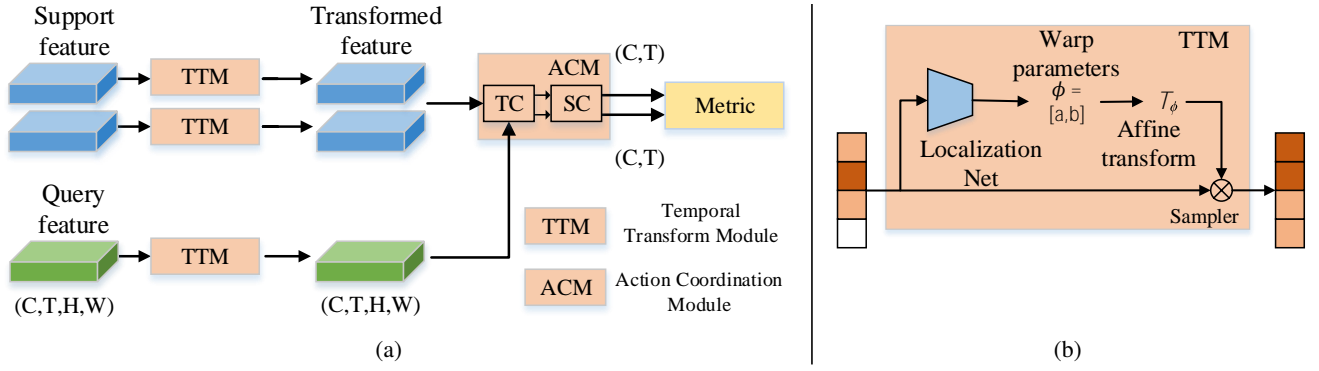 Support
feature
TTM
TTM
Transformed
feature
ACM
TC
SC
(C,T)
(C,T)
Metric
Query
feature
TTM
(C,T,H,W)
(C,T,H,W)
TTM
Temporal
Transform Module
ACM
Action Coordination
Module
(a)
TTM
Warp
parameters
ϕ =
[a,b]
Tϕ
Affine
transform
Localization
Net
Sampler
(b)